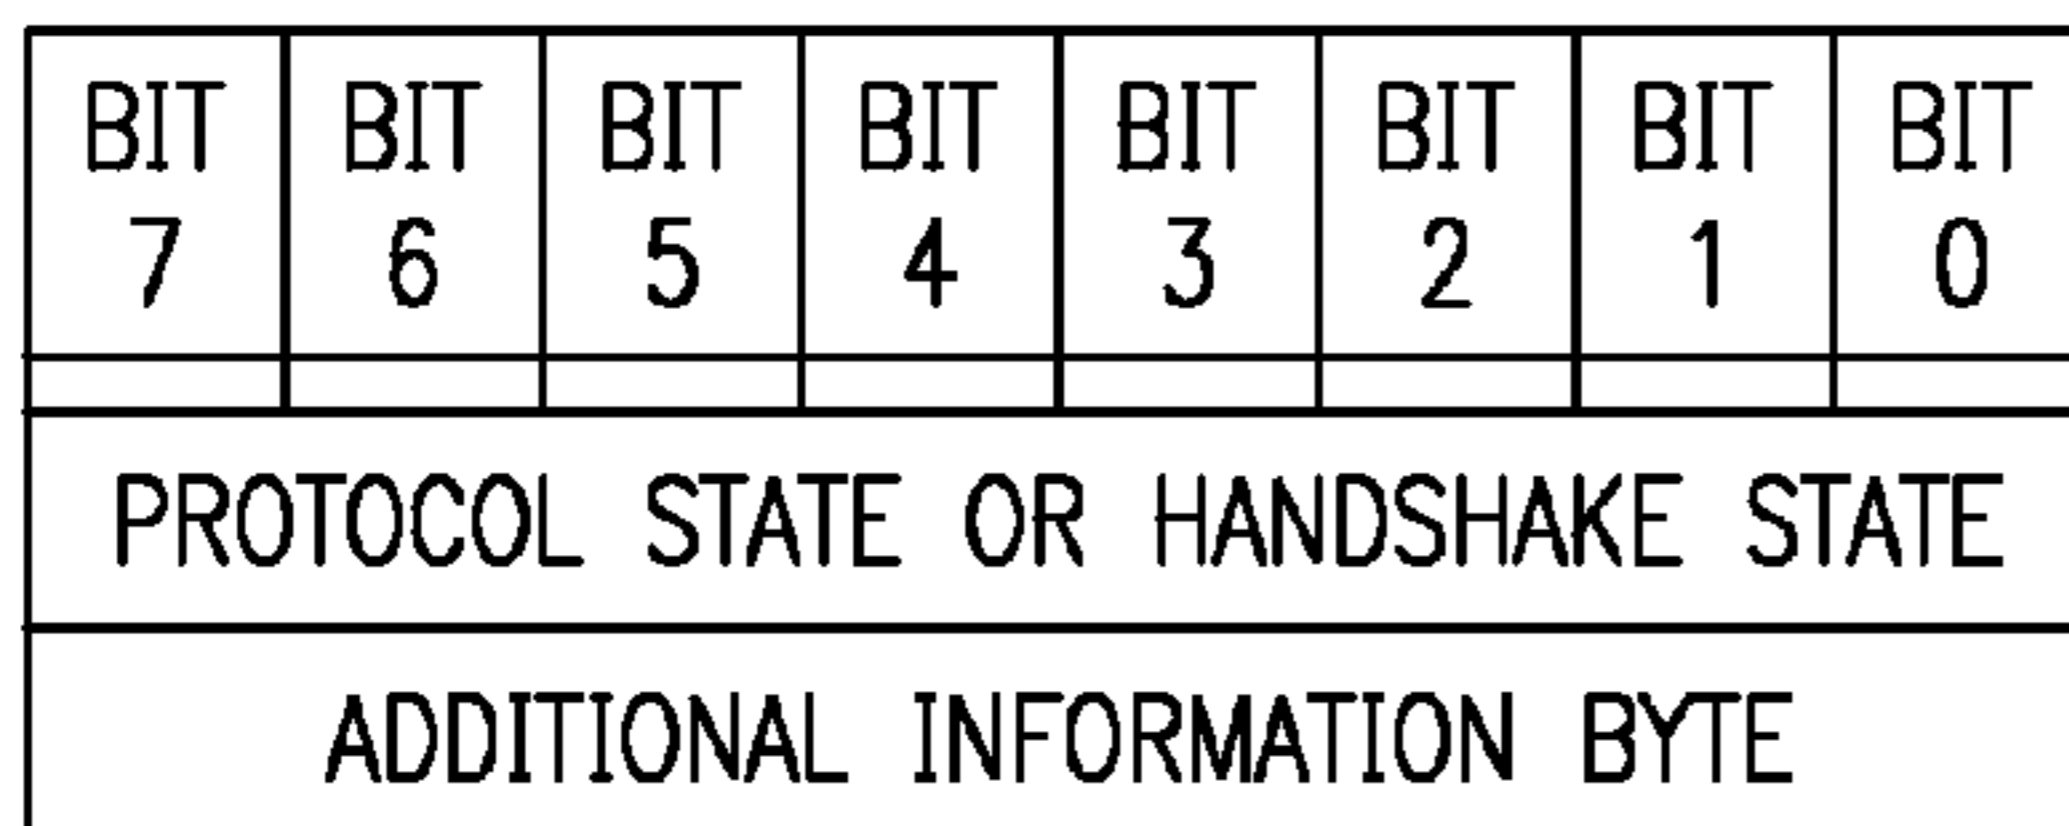 BIT BIT BIT BIT BIT BIT BIT BIT
7 6 5 4 3 2 1 0
PROTOCOL STATE OR HANDSHAKE STATE
ADDITIONAL INFORMATION BYTE